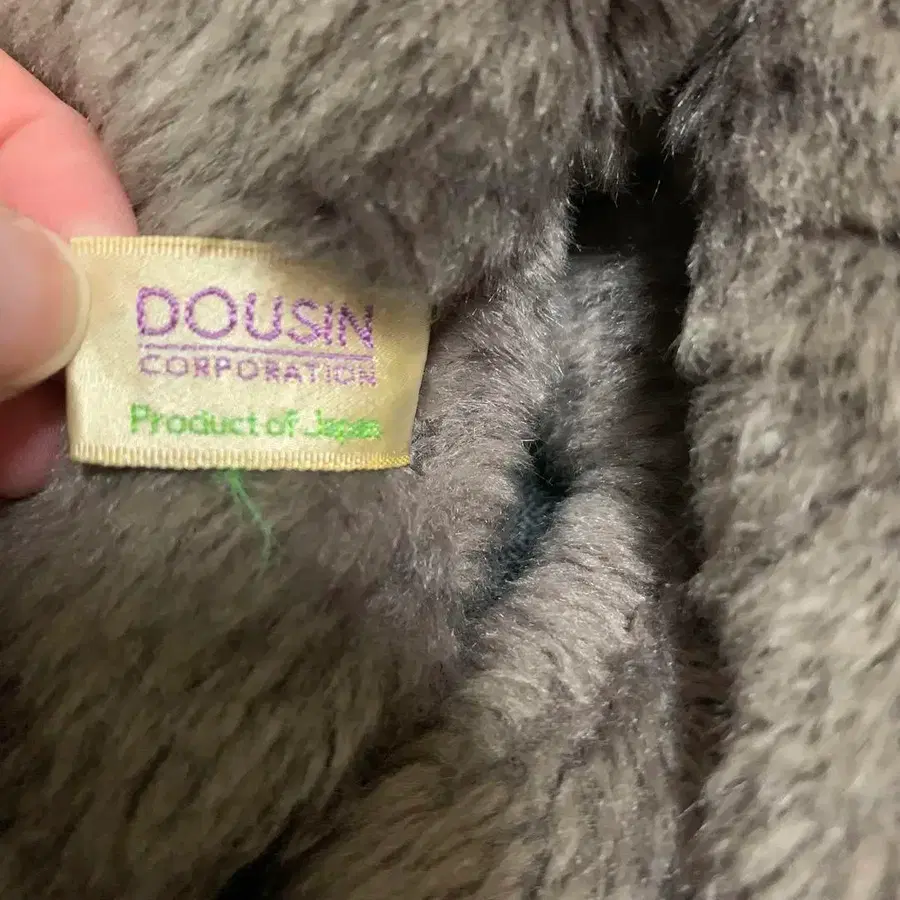 DOUSIN
CORPORATION
Product of Japan